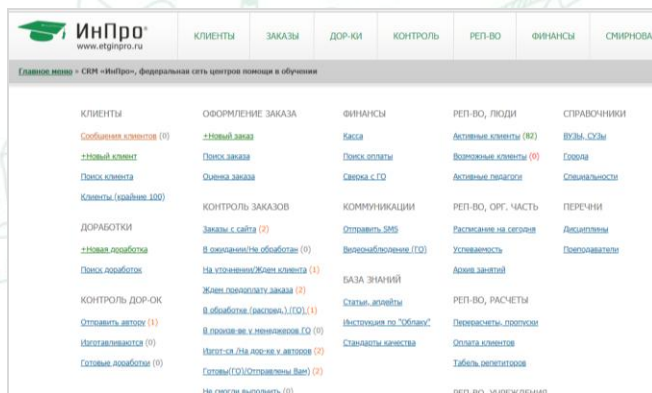 ИнПро®
www.etginpro.ru
КЛИЕНТЫ ЗАКАЗЫ ДОР-КИ КОНТРОЛЬ РЕП-ВО ФИНАНСЫ СМИРНОВА
Главное меню » CRM «ИнПро», федеральная сеть центров помощи в обучении
КЛИЕНТЫ
Сообщения клиентов (0)
+Новый клиент
Поиск клиента
Клиенты (крайние 100)
ДОРАБОТКИ
+Новая доработка
Поиск доработок
КОНТРОЛЬ ДОР-ОК
Отправить автору (1)
Изготавливаются (0)
Готовые доработки (0)
ОФОРМЛЕНИЕ ЗАКАЗА
+Новый заказ
Поиск заказа
Оценка заказа
КОНТРОЛЬ ЗАКАЗОВ
Заказы с сайта (2)
В ожидании/Не обработан (0)
На уточнении/Ждем клиента (1)
Ждем предоплату заказа (2)
В обработке (распред.) (ГО) (1)
В произв-ве у менеджеров ГО (0)
Изгот-ся /На дор-ке у авторов (2)
Готовы(ГО)/Отправлены Вам) (2)
Не смогли выполнить (0)
ФИНАНСЫ
Касса
Поиск оплаты
Сверка с ГО
КОММУНИКАЦИИ
Отправить SMS
Видеонаблюдение (ГО)
БАЗА ЗНАНИЙ
Статьи, апдейты
Инструкция по "Облаку"
Стандарты качества
РЕП-ВО, ЛЮДИ
Активные клиенты (82)
Возможные клиенты (0)
Активные педагоги
РЕП-ВО, ОРГ. ЧАСТЬ
Расписание на сегодня
Успеваемость
Архив занятий
РЕП-ВО, РАСЧЕТЫ
Перерасчеты, пропуски
Оплата клиентов
Табель репетиторов
РЕП-ВО, УЧРЕЖДЕНИЯ
СПРАВОЧНИКИ
ВУЗЫ, СУЗы
Города
Специальности
ПЕРЕЧНИ
Дисциплины
Преподаватели